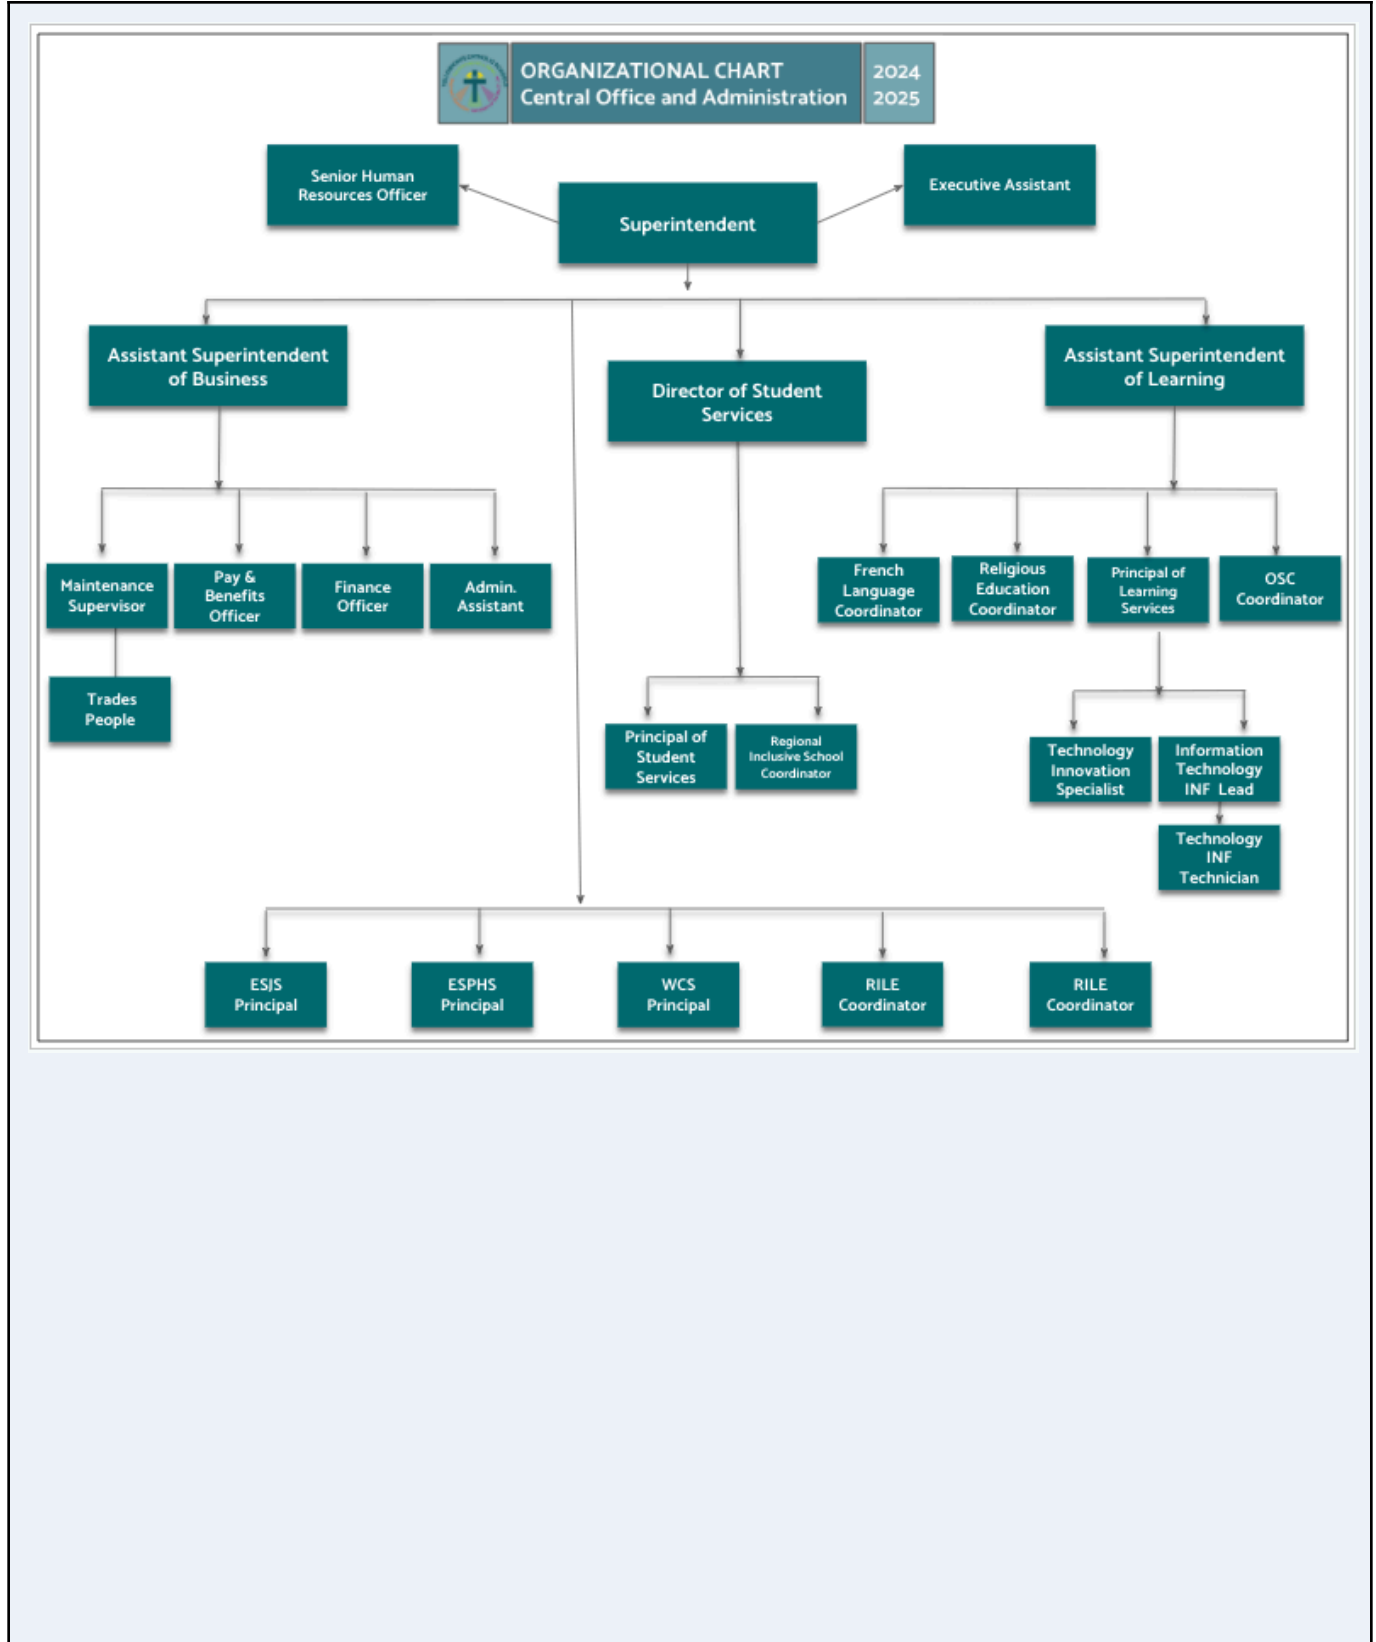 ORGANIZATIONAL CHART
Central Office and Administration
2024
2025
Senior Human
Resources Officer
Executive Assistant
Superintendent
Assistant Superintendent
of Business
Director of Student
Services
Assistant Superintendent
of Learning
Maintenance
Supervisor
Pay &
Benefits
Officer
Finance
Officer
Admin.
Assistant
French
Language
Coordinator
Religious
Education
Coordinator
Principal of
Learning
Services
OSC
Coordinator
Trades
People
Principal of
Student
Services
Regional
Inclusive School
Coordinator
Technology
Innovation
Specialist
Information
Technology
INF Lead
Technology
INF
Technician
ESJS
Principal
ESPHS
Principal
WCS
Principal
RILE
Coordinator
RILE
Coordinator